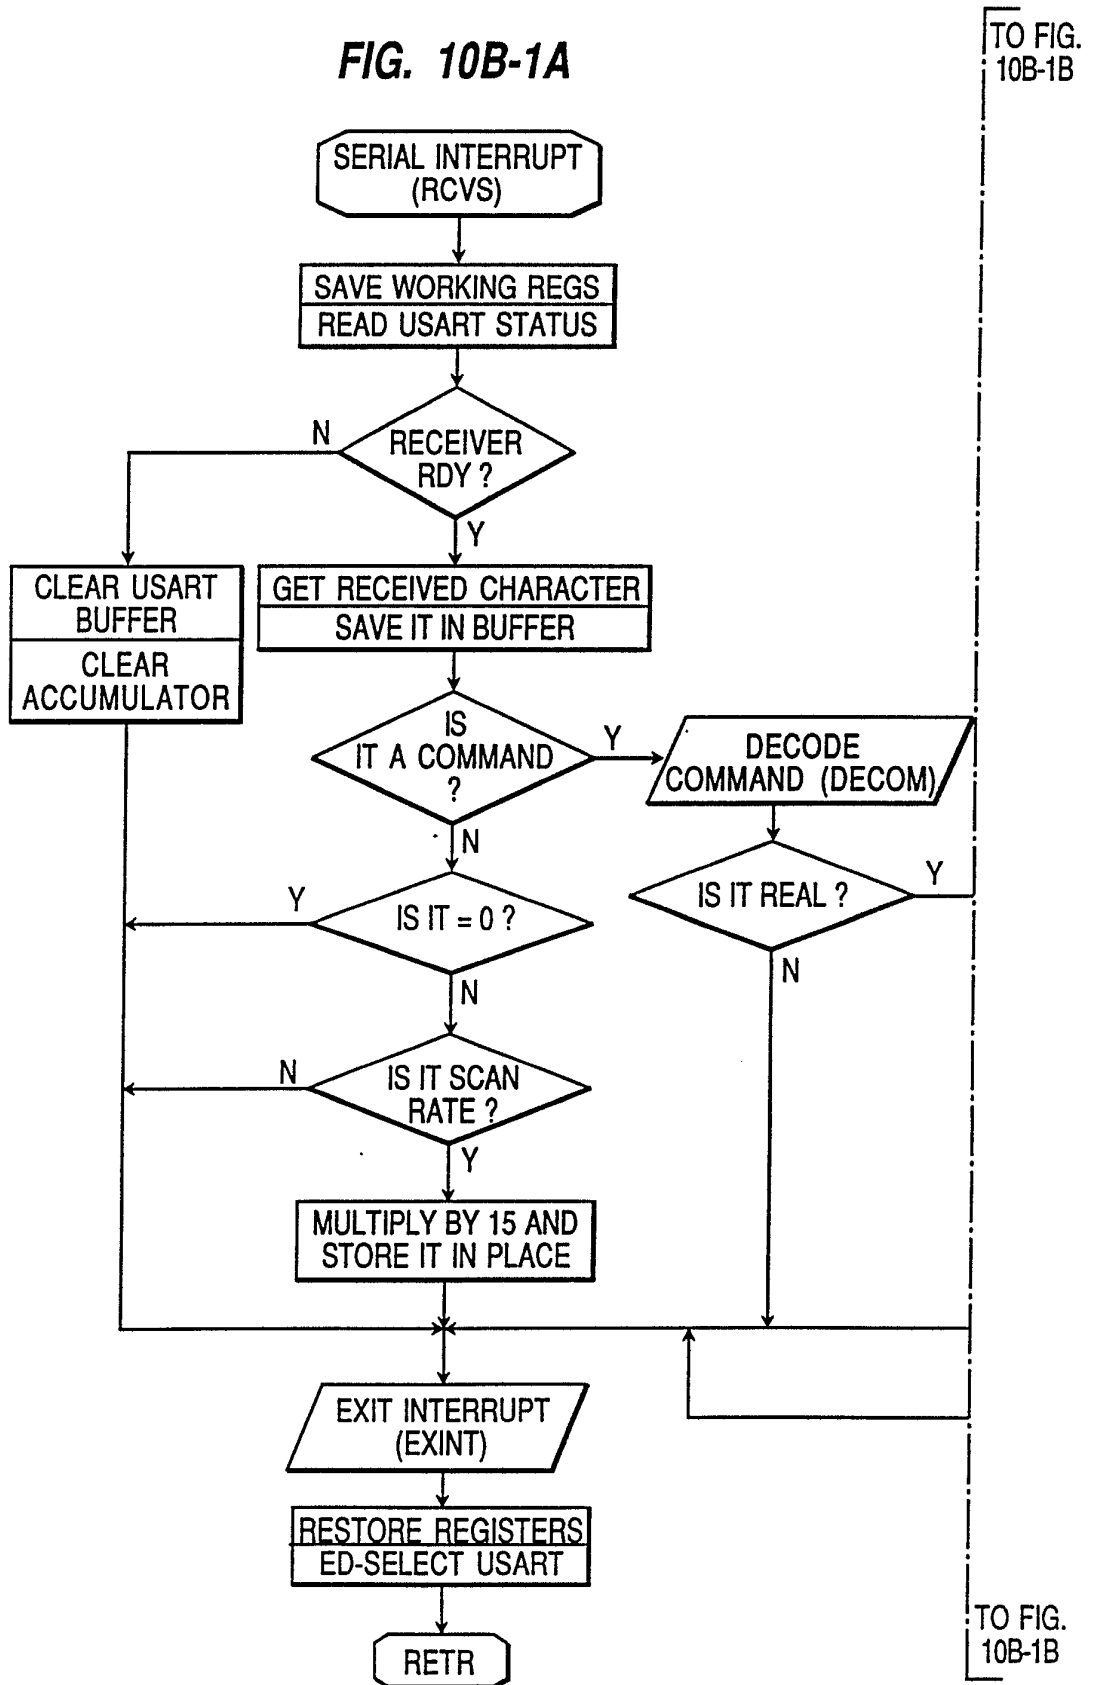 FIG. 10B-1A
TO FIG.
10B-1B
SERIAL INTERRUPT
(RCVS)
SAVE WORKING REGS
READ USART STATUS
N
RECEIVER
RDY ?
Y
CLEAR USART
BUFFER
CLEAR
ACCUMULATOR
GET RECEIVED CHARACTER
SAVE IT IN BUFFER
IS
IT A COMMAND
?
Y
DECODE
COMMAND (DECOM)
N
Y
IS IT = 0 ?
IS IT REAL ?
Y
N
N
N
IS IT SCAN
RATE ?
Y
MULTIPLY BY 15 AND
STORE IT IN PLACE
EXIT INTERRUPT
(EXINT)
RESTORE REGISTERS
ED-SELECT USART
RETR
TO FIG.
10B-1B